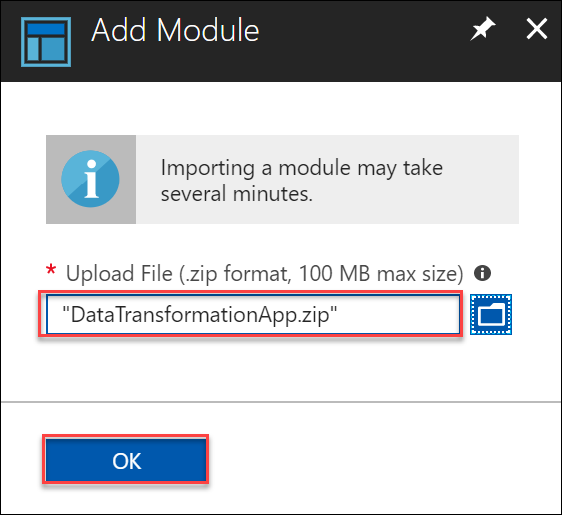 Add Module
Importing a module may take
several minutes.
* Upload File (.zip format, 100 MB max size)
"DataTransformationApp.zip"
OK